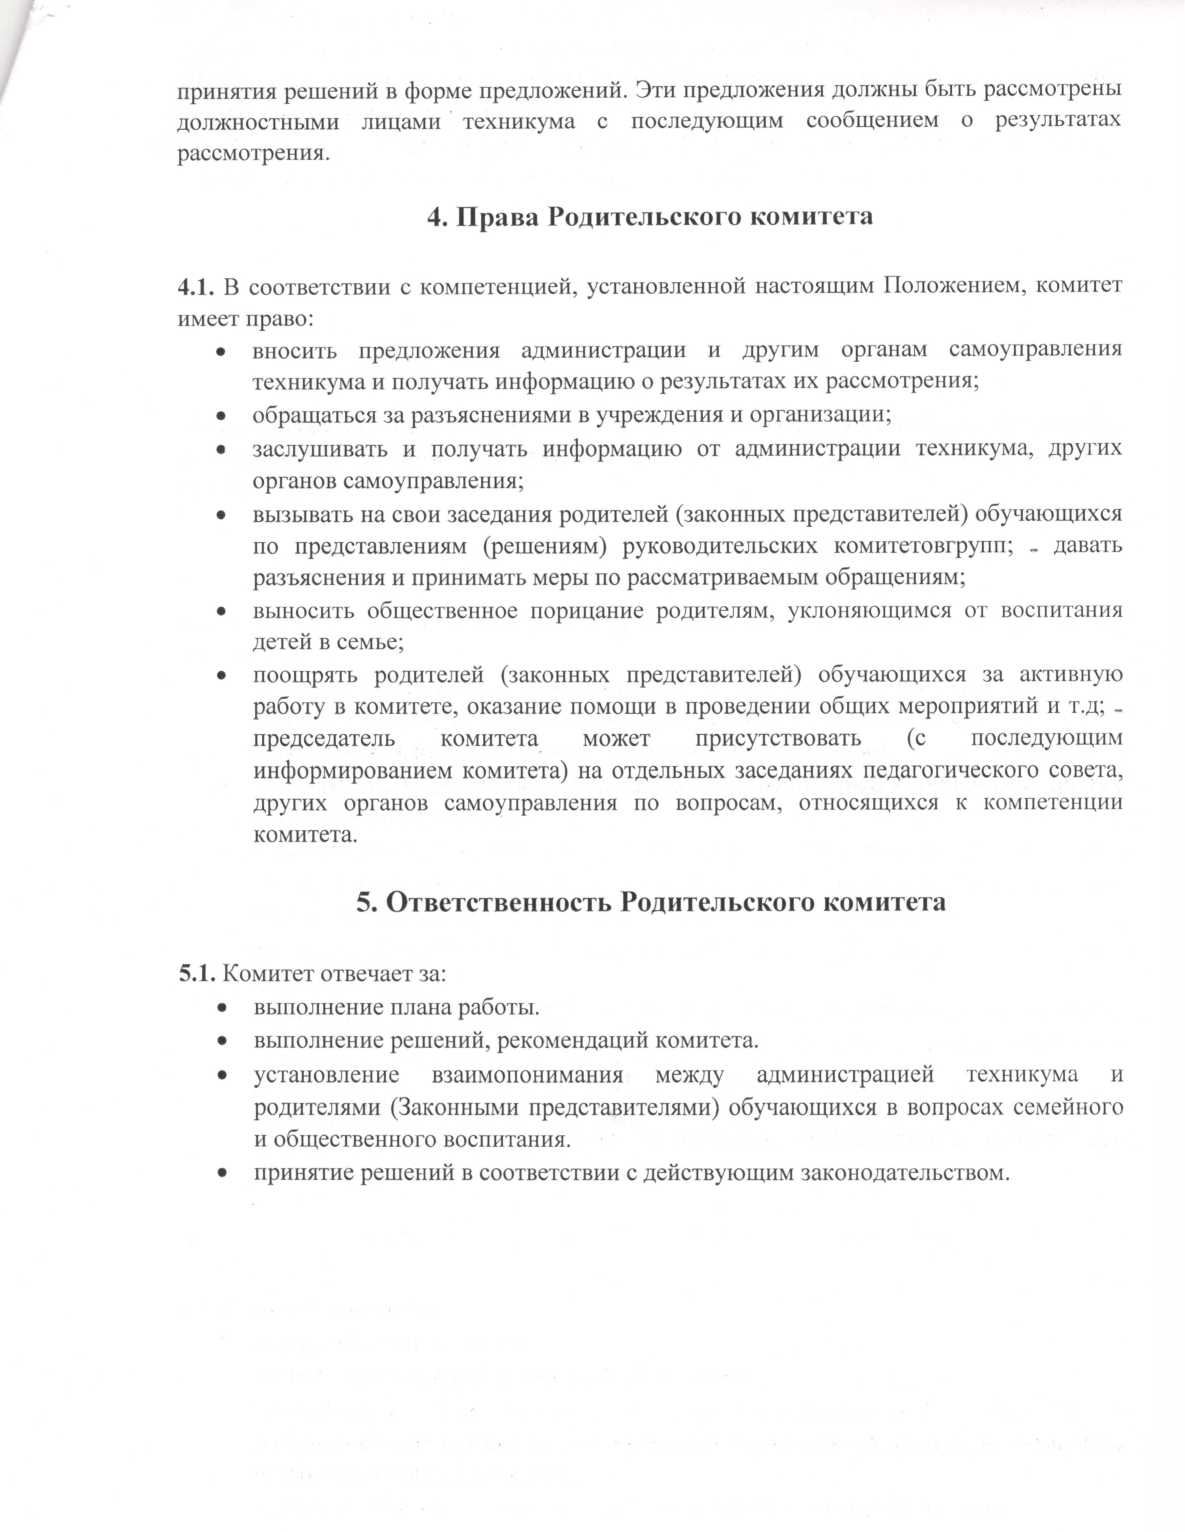 принятия решений в форме предложений. Эти предложения должны быть рассмотрены
должностными лицами техникума с последующим сообщением о результатах
рассмотрения.
4. Права Родительского комитета
4.1. В соответствии с компетенцией, установленной настоящим Положением, комитет
имеет право:
• вносить предложения администрации и другим органам самоуправления
техникума и получать информацию о результатах их рассмотрения;
• обращаться за разъяснениями в учреждения и организации;
• заслушивать и получать информацию от администрации техникума, других
органов самоуправления;
• вызывать на свои заседания родителей (законных представителей) обучающихся
по представлениям (решениям) руководительских комитетовгрупп; - давать
разъяснения и принимать меры по рассматриваемым обращениям;
• выносить общественное порицание родителям, уклоняющимся от воспитания
детей в семье;
• поощрять родителей (законных представителей) обучающихся за активную
работу в комитете, оказание помощи в проведении общих мероприятий и т.д; -
председатель комитета может присутствовать (с последующим
информированием комитета) на отдельных заседаниях педагогического совета,
других органов самоуправления по вопросам, относящихся к компетенции
комитета.
5. Ответственность Родительского комитета
5.1. Комитет отвечает за:
• выполнение плана работы.
• выполнение решений, рекомендаций комитета.
• установление взаимопонимания между администрацией техникума и
родителями (Законными представителями) обучающихся в вопросах семейного
и общественного воспитания.
• принятие решений в соответствии с действующим законодательством.